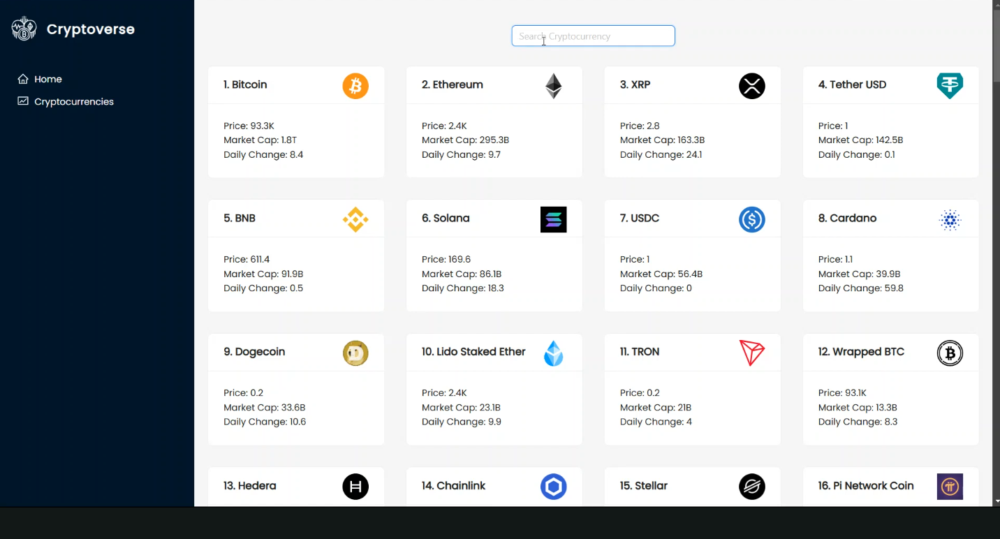 Cryptoverse
Home
Cryptocurrencies
Search Cryptocurrency
1. Bitcoin
Price: 93.3K
Market Cap: 1.8T
Daily Change: 8.4
2. Ethereum
Price: 2.4K
Market Cap: 295.3B
Daily Change: 9.7
3. XRP
Price: 2.8
Market Cap: 163.3B
Daily Change: 24.1
4. Tether USD
Price: 1
Market Cap: 142.5B
Daily Change: 0.1
5. BNB
Price: 611.4
Market Cap: 91.9B
Daily Change: 0.5
6. Solana
Price: 169.6
Market Cap: 86.1B
Daily Change: 18.3
7. USDC
Price: 1
Market Cap: 56.4B
Daily Change: 0
8. Cardano
Price: 1.1
Market Cap: 39.9B
Daily Change: 59.8
9. Dogecoin
Price: 0.2
Market Cap: 33.6B
Daily Change: 10.6
10. Lido Staked Ether
Price: 2.4K
Market Cap: 23.1B
Daily Change: 9.9
11. TRON
Price: 0.2
Market Cap: 21B
Daily Change: 4
12. Wrapped BTC
Price: 93.1K
Market Cap: 13.3B
Daily Change: 8.3
13. Hedera
14. Chainlink
15. Stellar
16. Pi Network Coin